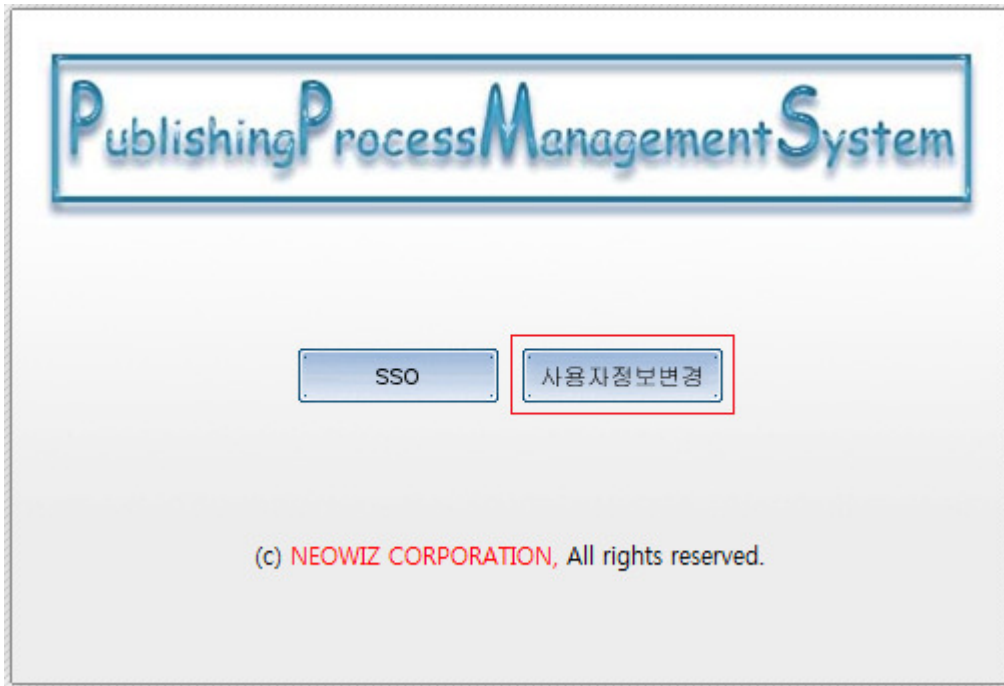 PublishingProcessManagementSystem
SSO 사용자정보변경
(c) NEOWIZ CORPORATION, All rights reserved.